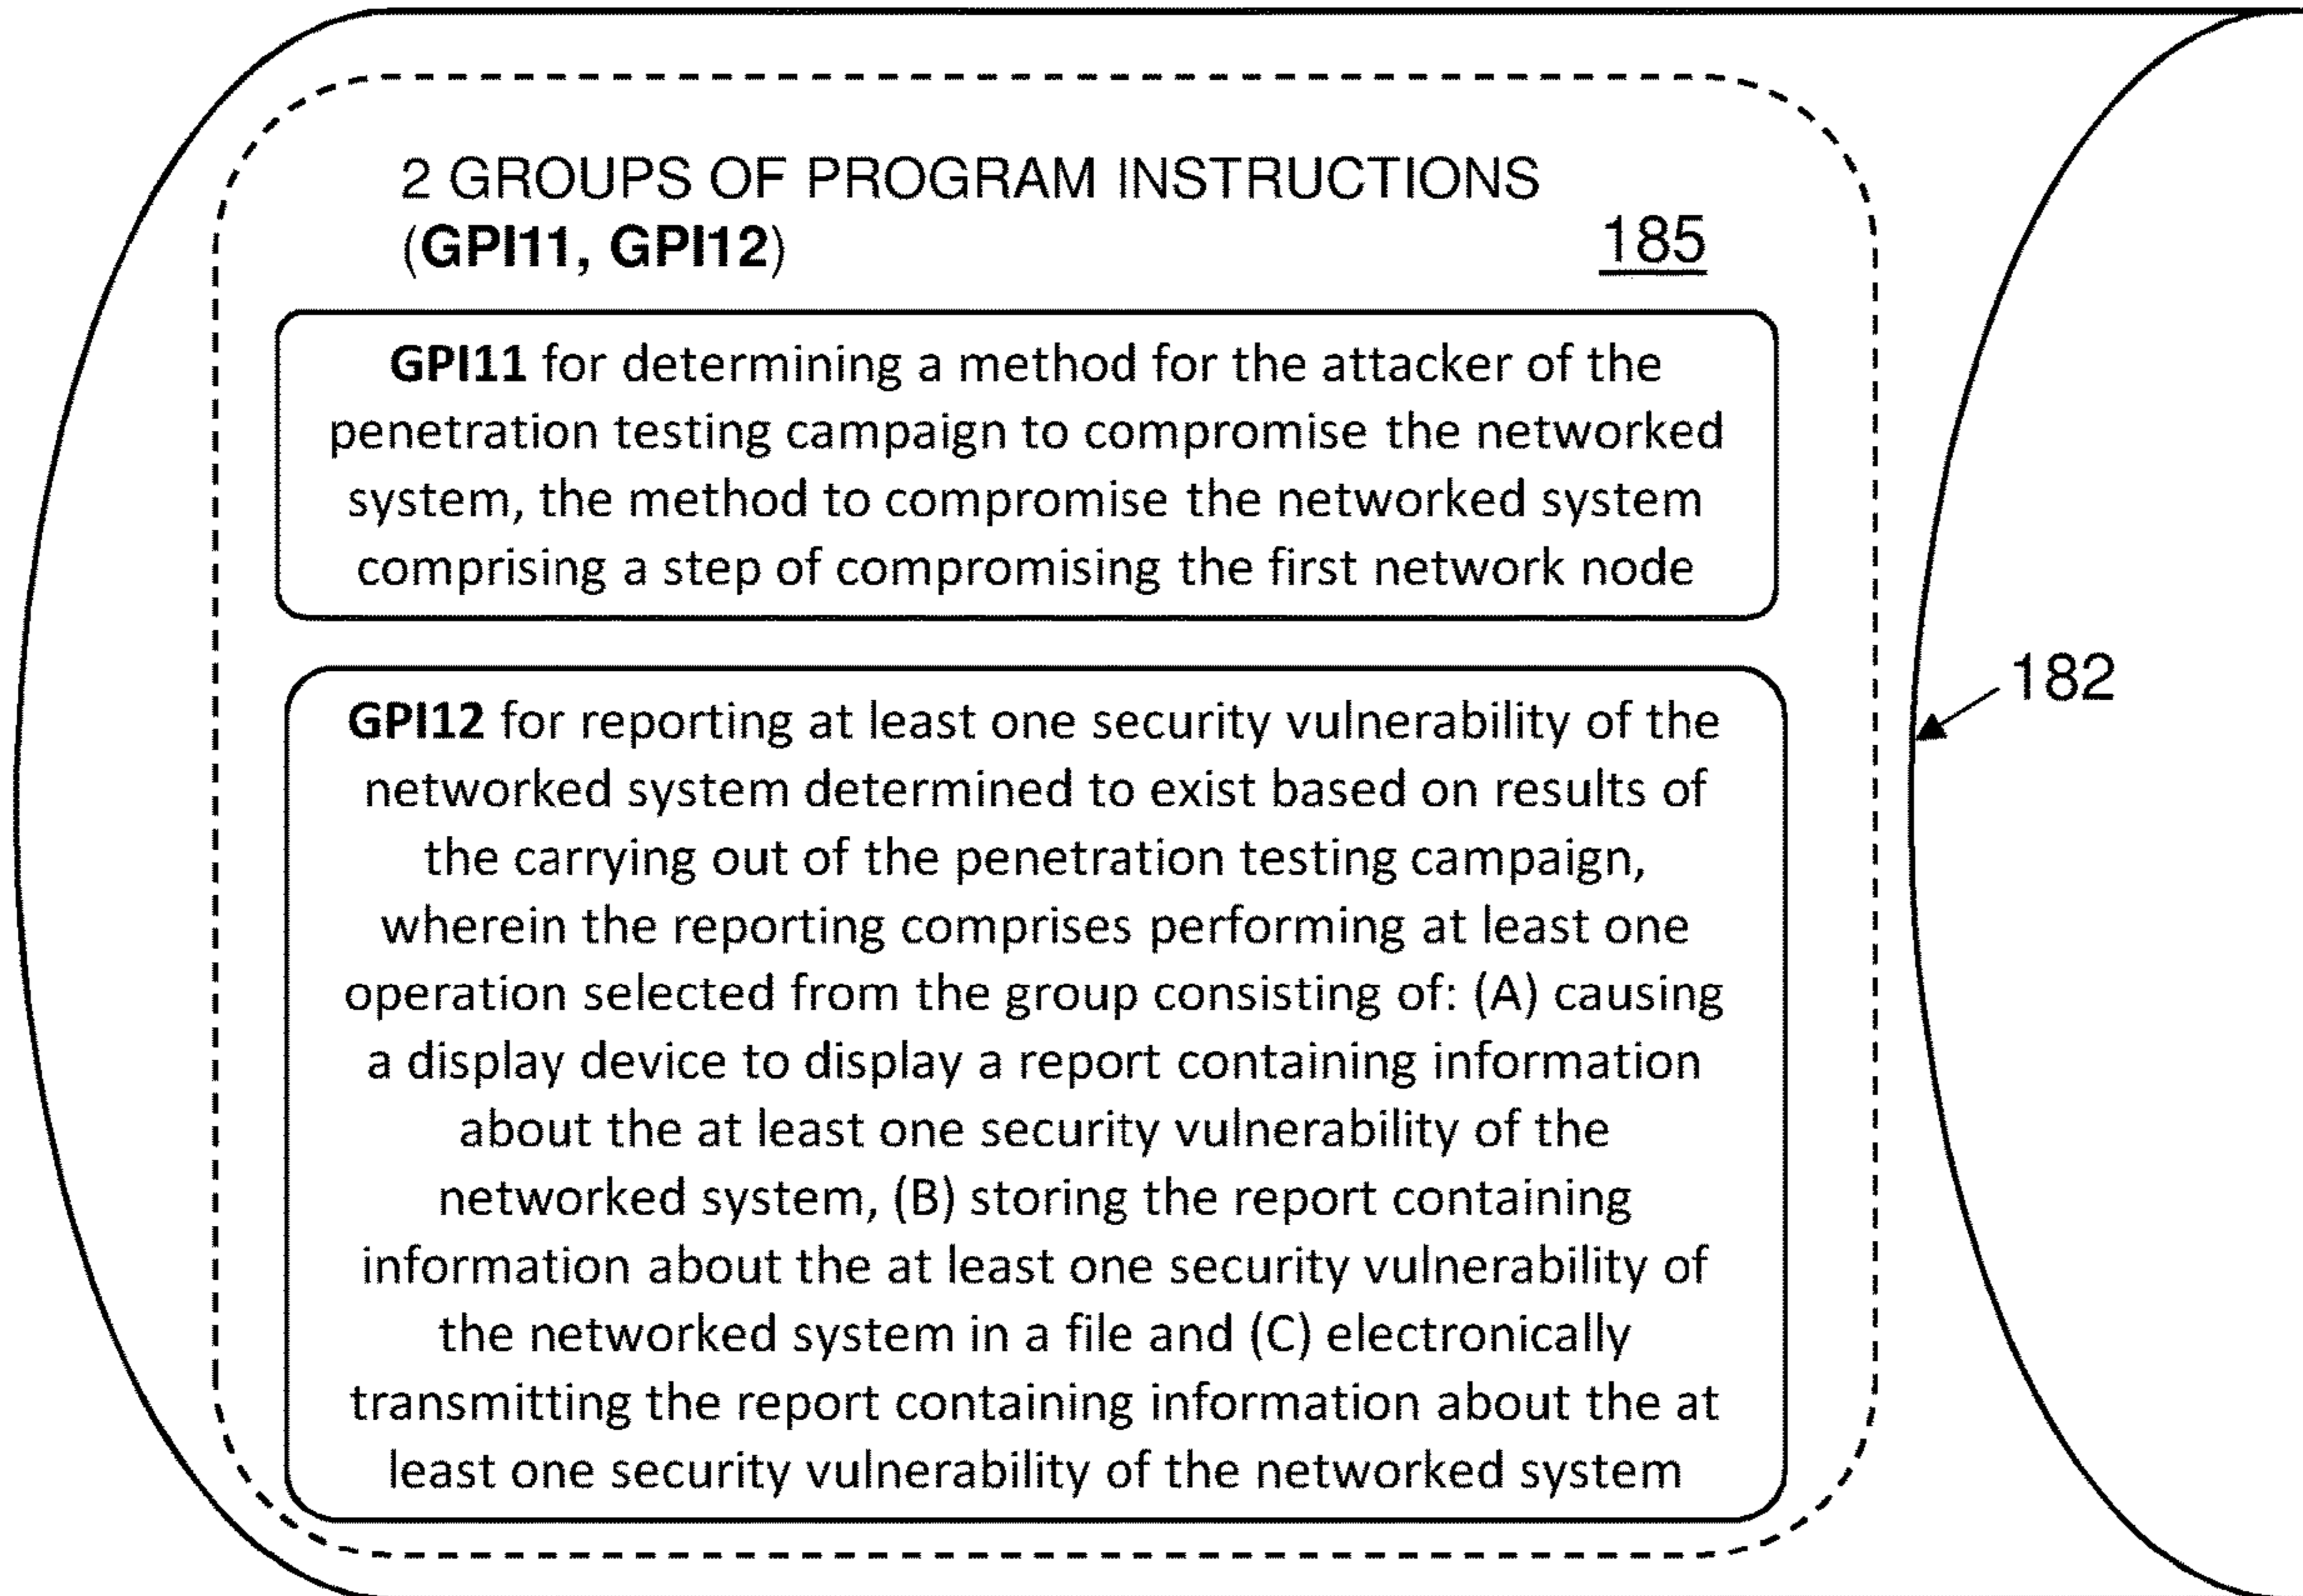 2 GROUPS OF PROGRAM INSTRUCTIONS
(GPI11, GPI12) 185
GPI11 for determining a method for the attacker of the
penetration testing campaign to compromise the networked
system, the method to compromise the networked system
comprising a step of compromising the first network node
182
GPI12 for reporting at least one security vulnerability of the
networked system determined to exist based on results of
the carrying out of the penetration testing campaign,
wherein the reporting comprises performing at least one
operation selected from the group consisting of: (A) causing
a display device to display a report containing information
about the at least one security vulnerability of the
networked system, (B) storing the report containing
information about the at least one security vulnerability of
the networked system in a file and (C) electronically
transmitting the report containing information about the at
least one security vulnerability of the networked system